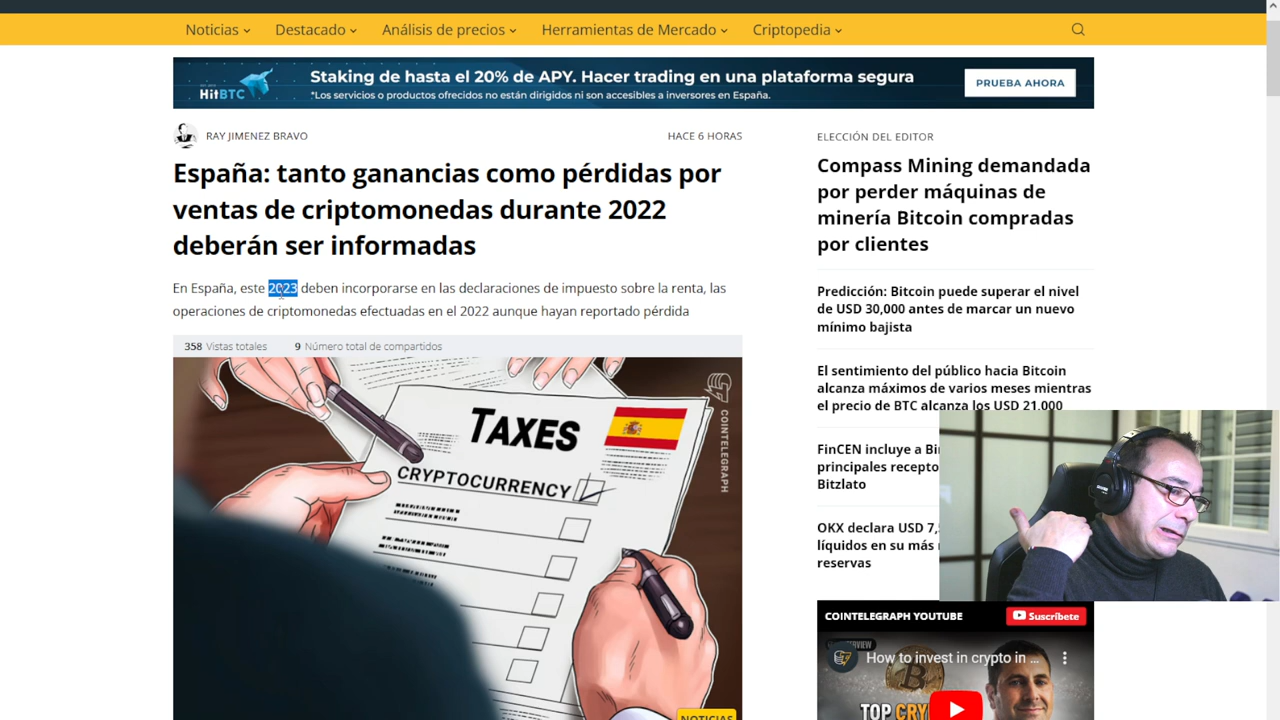 Noticias
Destacado
Análisis de precios
Herramientas de Mercado
Criptopedia
HitBTC
Staking de hasta el 20% de APY. Hacer trading en una plataforma segura
*Los servicios o productos ofrecidos no están dirigidos ni son accesibles a inversores en España.
PRUEBA AHORA
RAY JIMENEZ BRAVO
HACE 6 HORAS
España: tanto ganancias como pérdidas por
ventas de criptomonedas durante 2022
deberán ser informadas
En España, este 2023 deben incorporarse en las declaraciones de impuesto sobre la renta, las
operaciones de criptomonedas efectuadas en el 2022 aunque hayan reportado pérdida
358 Vistas totales
9 Número total de compartidos
TAXES
CRYPTOCURRENCY
COINTELEGRAPH
NOTICIAS
ELECCIÓN DEL EDITOR
Compass Mining demandada
por perder máquinas de
minería Bitcoin compradas
por clientes
Predicción: Bitcoin puede superar el nivel
de USD 30,000 antes de marcar un nuevo
mínimo bajista
El sentimiento del público hacia Bitcoin
alcanza máximos de varios meses mientras
el precio de BTC alcanza los USD 21,000
FinCEN incluye a
principales
Bitzlato
OKX declara USD
líquidos en su más
reservas
COINTELEGRAPH YOUTUBE
Suscríbete
How to invest in crypto in ...
TOP